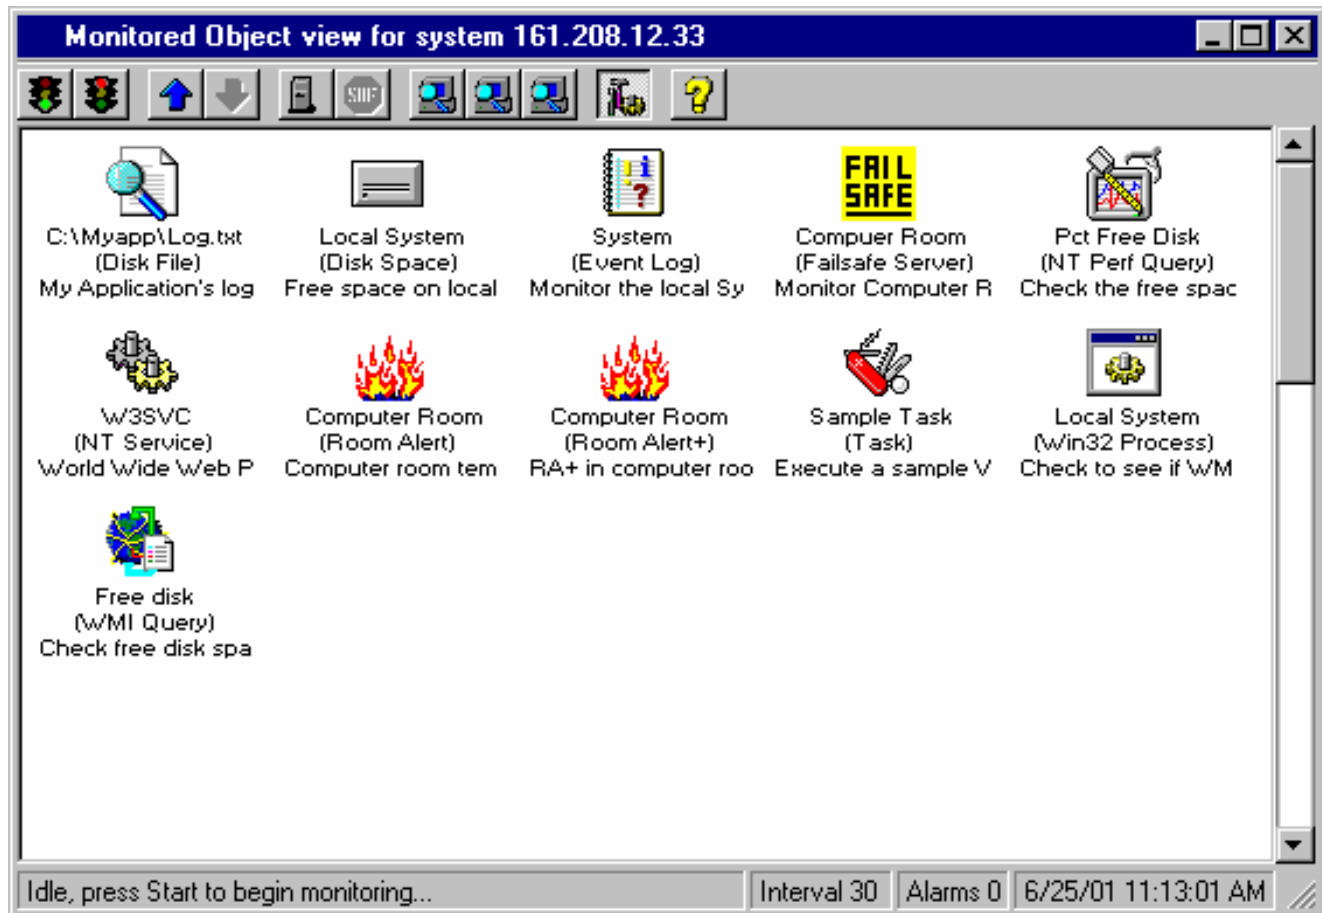 Monitored Object view for system 161.208.12.33
C:\Myapp\Log.txt
(Disk File)
My Application's log
Local System
(Disk Space)
Free space on local
System
(Event Log)
Monitor the local Sy
FAIL
SAFE
Compuer Room
(Failsafe Server)
Monitor Computer R
Pct Free Disk
(NT Perf Query)
Check the free spac
W3SVC
(NT Service)
World Wide Web P
Computer Room
(Room Alert)
Computer room tem
Computer Room
(Room Alert+)
RA+ in computer roo
Sample Task
(Task)
Execute a sample V
Local System
(Win32 Process)
Check to see if WM
Free disk
(WMI Query)
Check free disk spa
Idle, press Start to begin monitoring...
Interval 30
Alarms 0
6/25/01 11:13:01 AM